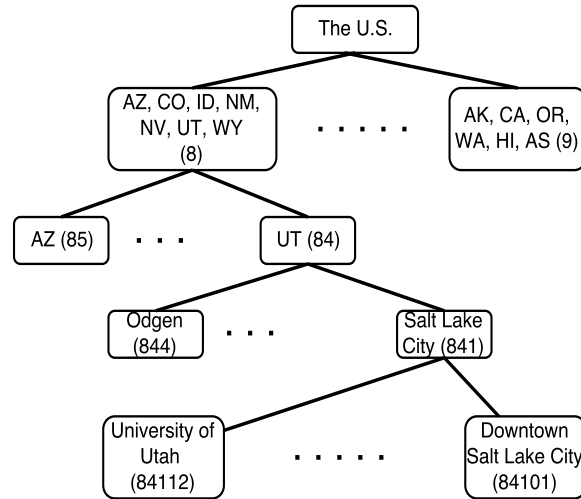 The U.S.
AZ, CO, ID, NM,
NV, UT, WY
(8)
. . . . .
AK, CA, OR,
WA, HI, AS (9)
AZ (85)
. . .
UT (84)
Odgen
(844)
. . .
Salt Lake
City (841)
University of
Utah
(84112)
. . . . .
Downtown
Salt Lake City
(84101)